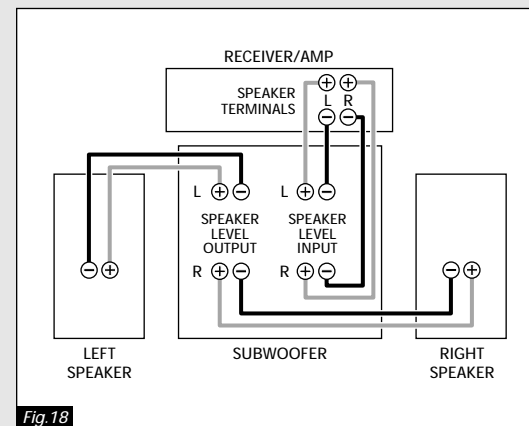 RECEIVER/AMP
SPEAKER
TERMINALS
+ +
L R
− −
L + − L + −
SPEAKER SPEAKER
LEVEL LEVEL
OUTPUT INPUT
R + − R + −
− +
− +
LEFT
SPEAKER
SUBWOOFER
RIGHT
SPEAKER
Fig.18